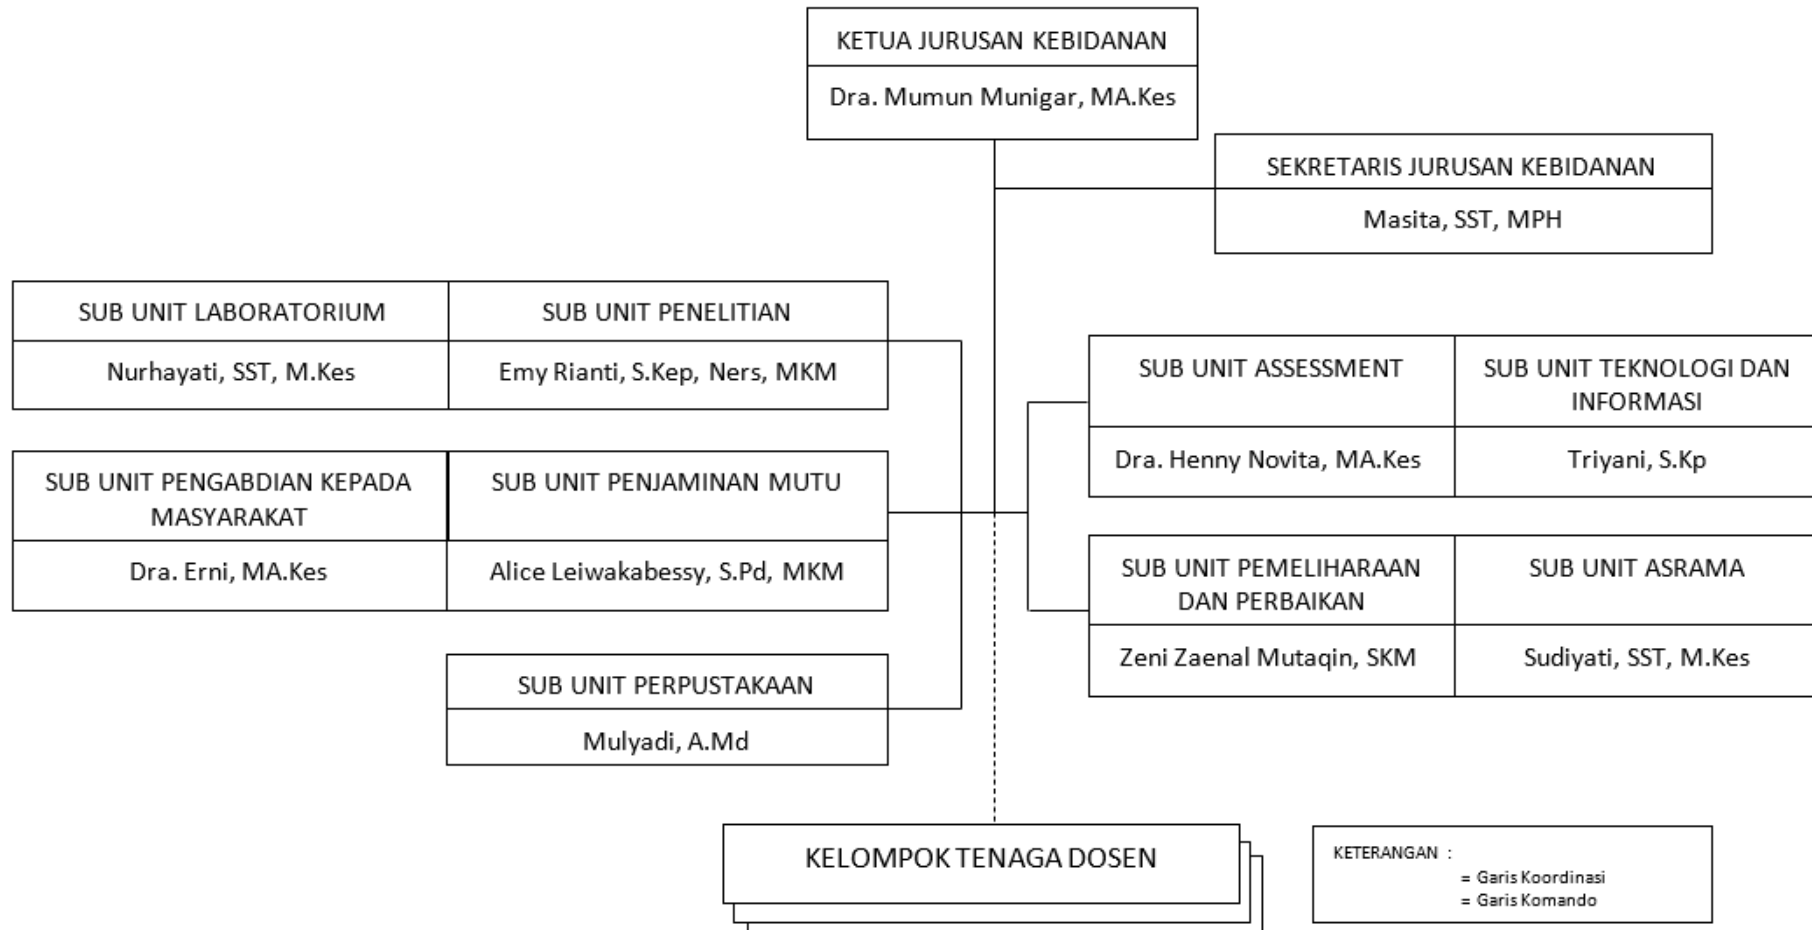 KETUA JURUSAN KEBIDANAN
Dra. Mumun Munigar, MA.Kes
SEKRETARIS JURUSAN KEBIDANAN
Masita, SST, MPH
SUB UNIT LABORATORIUM
Nurhayati, SST, M.Kes
SUB UNIT PENELITIAN
Emy Rianti, S.Kep, Ners, MKM
SUB UNIT ASSESSMENT
Dra. Henny Novita, MA.Kes
SUB UNIT TEKNOLOGI DAN
INFORMASI
Triyani, S.Kp
SUB UNIT PENGABDIAN KEPADA
MASYARAKAT
Dra. Erni, MA.Kes
SUB UNIT PENJAMINAN MUTU
Alice Leiwakabessy, S.Pd, MKM
SUB UNIT PEMELIHARAAN
DAN PERBAIKAN
Zeni Zaenal Mutaqin, SKM
SUB UNIT ASRAMA
Sudiyati, SST, M.Kes
SUB UNIT PERPUSTAKAAN
Mulyadi, A.Md
KELOMPOK TENAGA DOSEN
KETERANGAN :
= Garis Koordinasi
= Garis Komando